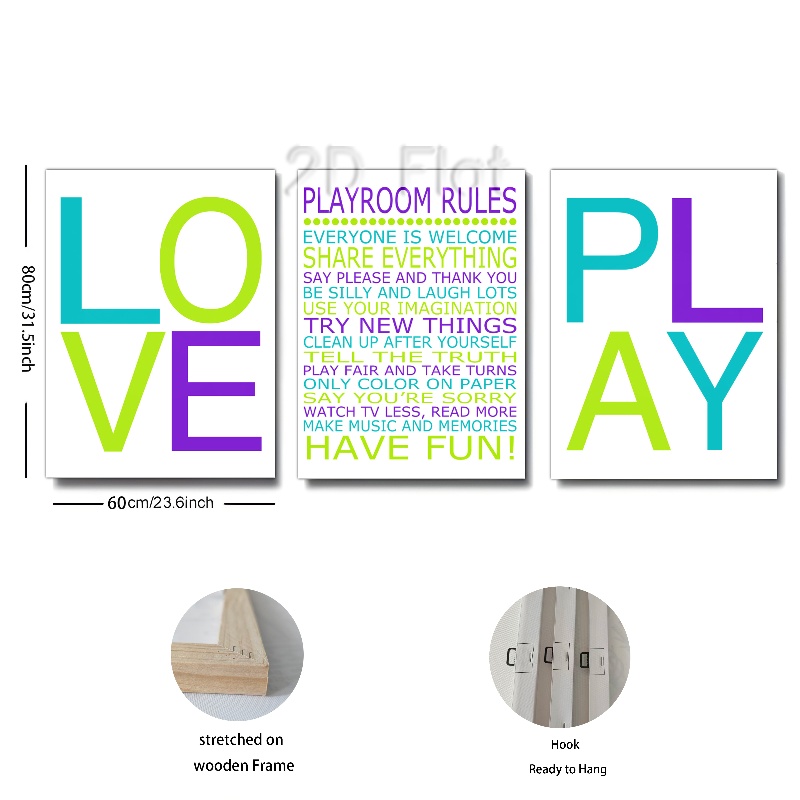 2D Flat
LO
VE
PLAYROOM RULES
EVERYONE IS WELCOME
SHARE EVERYTHING
SAY PLEASE AND THANK YOU
BE SILLY AND LAUGH LOTS
USE YOUR IMAGINATION
TRY NEW THINGS
CLEAN UP AFTER YOURSELF
TELL THE TRUTH
PLAY FAIR AND TAKE TURNS
ONLY COLOR ON PAPER
SAY YOU'RE SORRY
WATCH TV LESS, READ MORE
MAKE MUSIC AND MEMORIES
HAVE FUN!
PL
AY
80cm/31.5inch
60cm/23.6inch
stretched on
wooden Frame
Hook
Ready to Hang